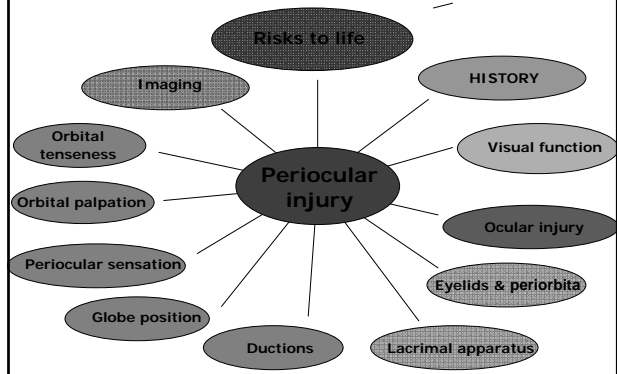 Risks to life
Imaging
HISTORY
Orbital
tenseness
Visual function
Periocular
injury
Orbital palpation
Ocular injury
Periocular sensation
Eyelids & periorbita
Globe position
Ductions
Lacrimal apparatus